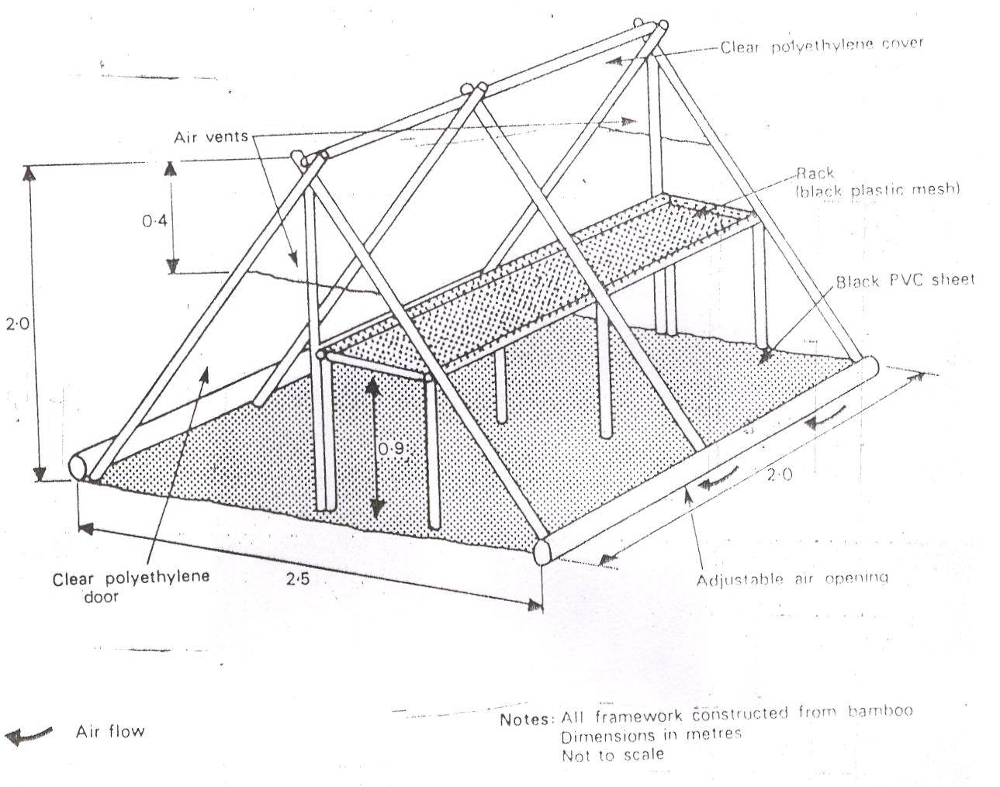 Clear polyethylene cover
Air vents
Rack
(black plastic mesh)
0·4
Black PVC sheet
2·0
0·9
2·0
Clear polyethylene
door
2·5
Adjustable air opening
Air flow
Notes: All framework constructed from bamboo
Dimensions in metres
Not to scale